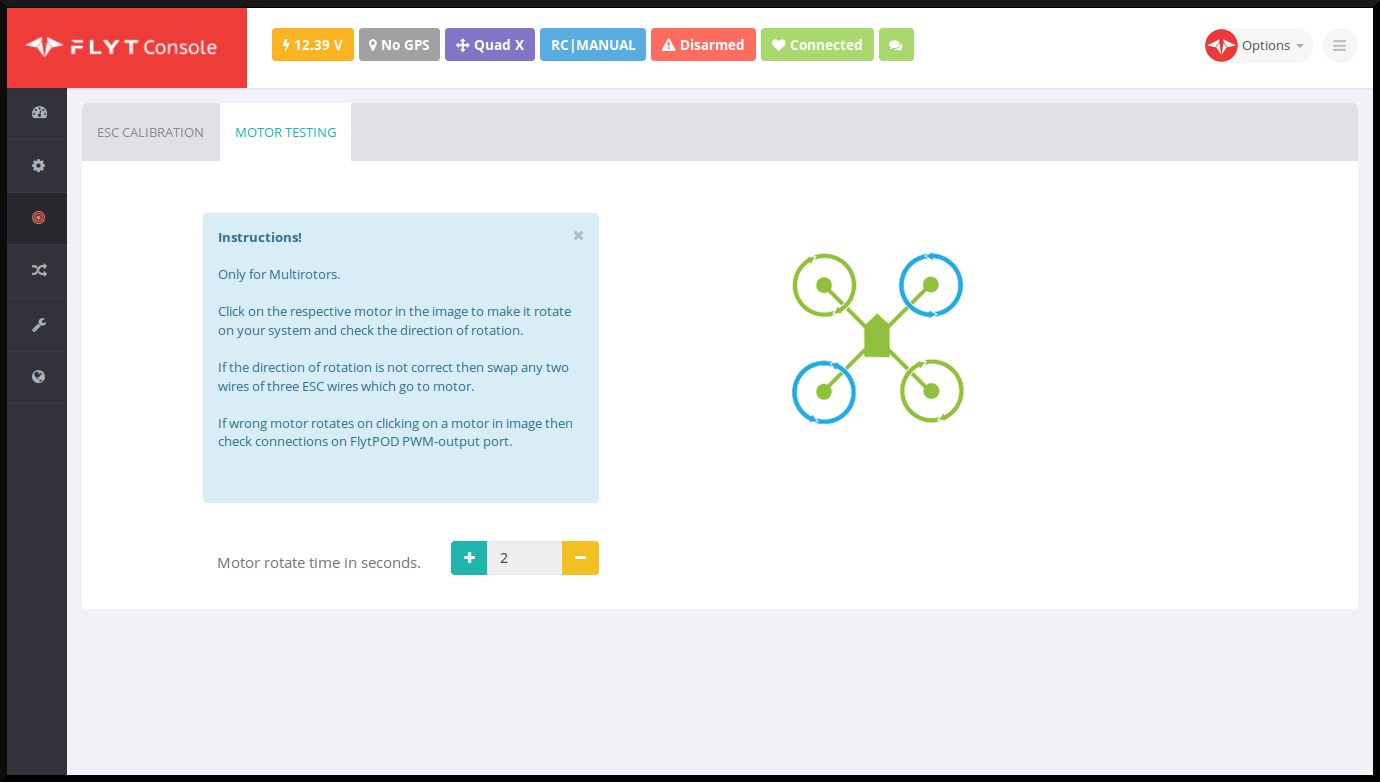 FLYT Console
12.39 V
No GPS
Quad X
RC|MANUAL
Disarmed
Connected
Options
ESC CALIBRATION
MOTOR TESTING
Instructions!
Only for Multirotors.
Click on the respective motor in the image to make it rotate
on your system and check the direction of rotation.
If the direction of rotation is not correct then swap any two
wires of three ESC wires which go to motor.
If wrong motor rotates on clicking on a motor in image then
check connections on FlytPOD PWM-output port.
Motor rotate time in seconds.
2